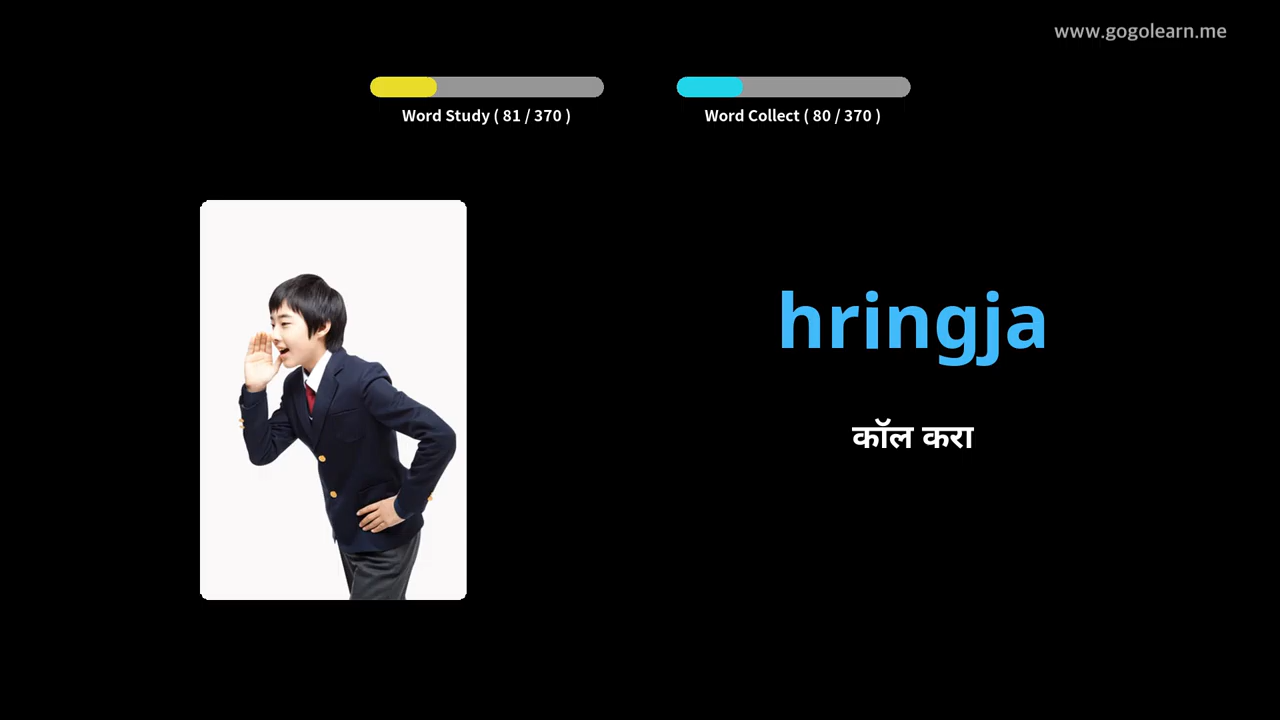 www.gogolearn.me
Word Study ( 81 / 370 )
Word Collect ( 80 / 370 )
hringja
कॉल करा